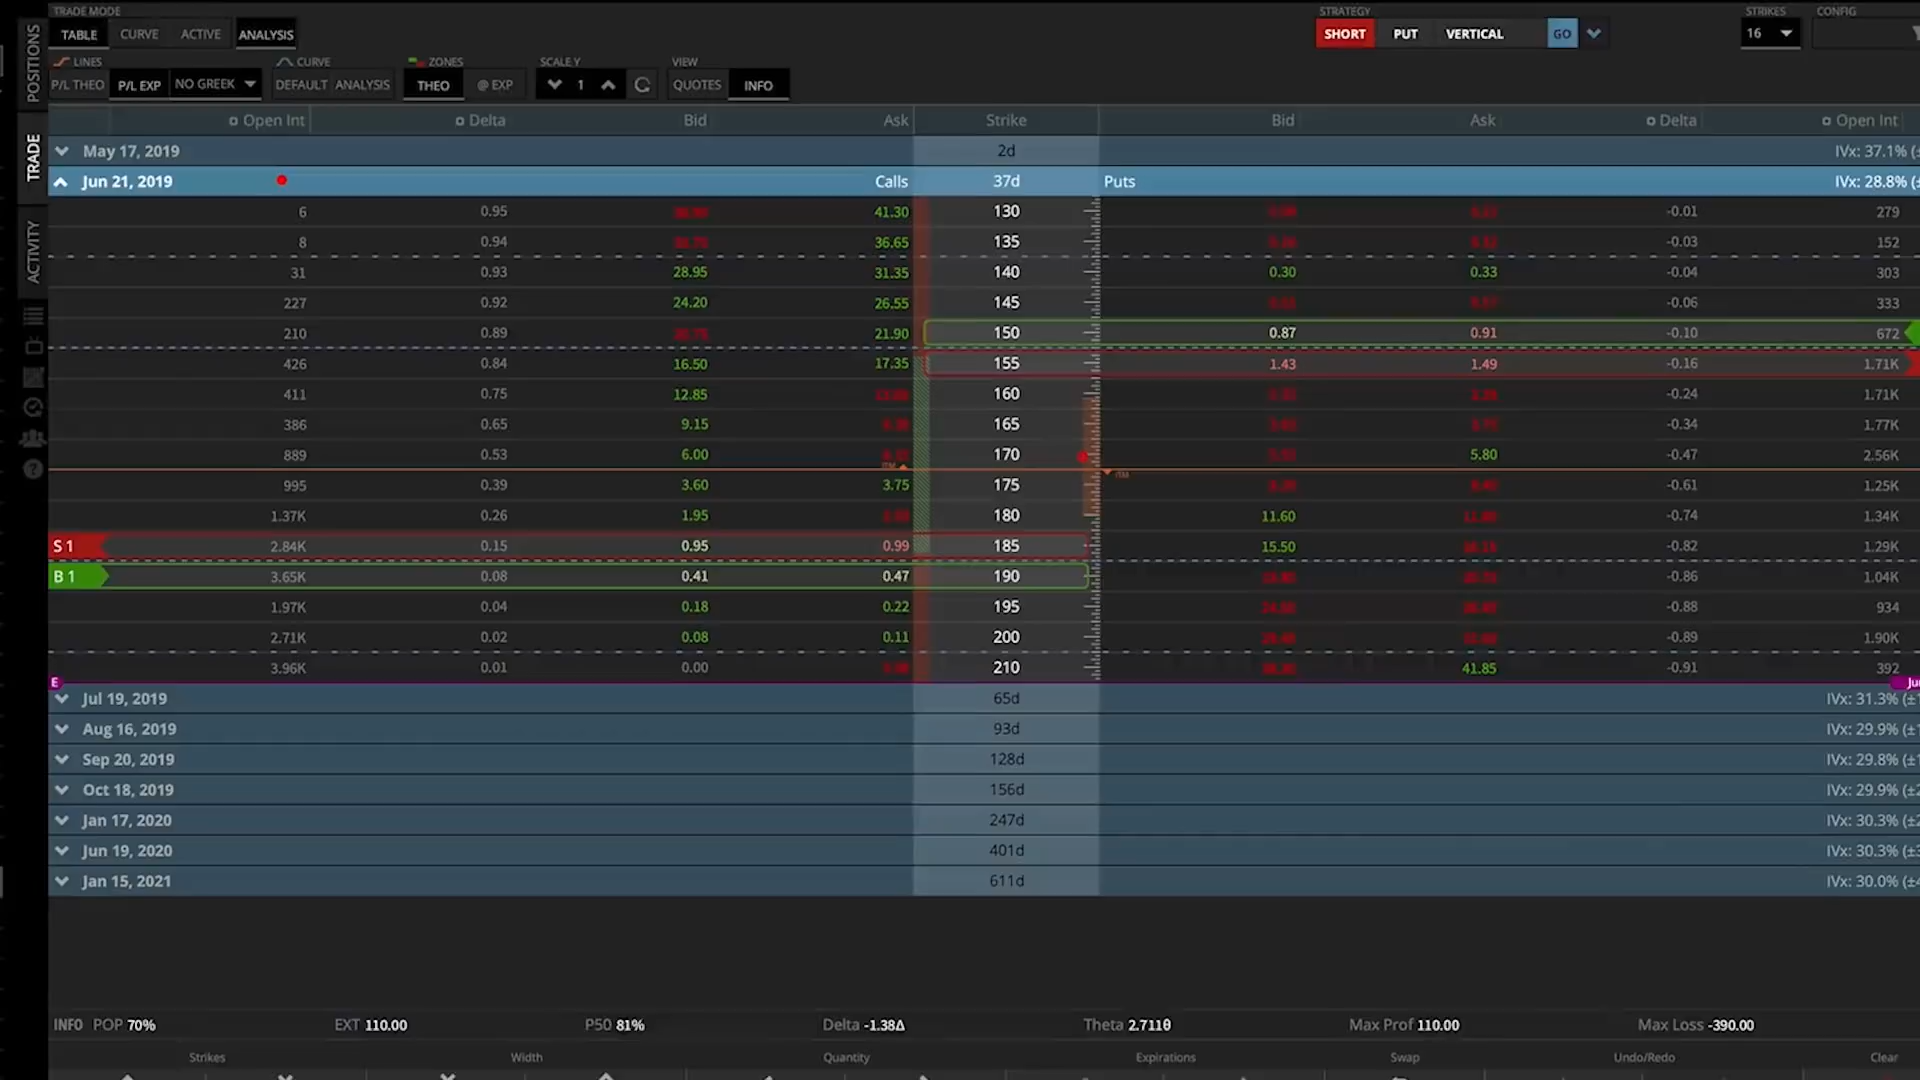 TRADE MODE STRATEGY STRIKES CONFIG
TABLE CURVE ACTIVE ANALYSIS SHORT PUT VERTICAL GO 16
LINES CURVE ZONES SCALE Y VIEW
P/L THEO P/L EXP NO GREEK DEFAULT ANALYSIS THEO @ EXP 1 QUOTES INFO
POSITIONS
TRADE
ACTIVITY
Open Int Delta Bid Ask Strike Bid Ask Delta Open Int
May 17, 2019 2d IVx: 37.1%
Jun 21, 2019 Calls 37d Puts IVx: 28.8%
6 0.95 41.30 130 -0.01 279
8 0.94 36.65 135 -0.03 152
31 0.93 28.95 31.35 140 0.30 0.33 -0.04 303
227 0.92 24.20 26.55 145 -0.06 333
210 0.89 21.90 150 0.87 0.91 -0.10 672
426 0.84 16.50 17.35 155 1.43 1.49 -0.16 1.71K
411 0.75 12.85 160 -0.24 1.71K
386 0.65 9.15 165 -0.34 1.77K
889 0.53 6.00 170 5.80 -0.47 2.56K
ITM ITM
995 0.39 3.60 3.75 175 -0.61 1.25K
1.37K 0.26 1.95 180 11.60 -0.74 1.34K
S 1 2.84K 0.15 0.95 0.99 185 15.50 -0.82 1.29K
B 1 3.65K 0.08 0.41 0.47 190 -0.86 1.04K
1.97K 0.04 0.18 0.22 195 -0.88 934
2.71K 0.02 0.08 0.11 200 -0.89 1.90K
3.96K 0.01 0.00 210 41.85 -0.91 392
E
Jul 19, 2019 65d IVx: 31.3%
Aug 16, 2019 93d IVx: 29.9%
Sep 20, 2019 128d IVx: 29.8%
Oct 18, 2019 156d IVx: 29.9%
Jan 17, 2020 247d IVx: 30.3%
Jun 19, 2020 401d IVx: 30.3%
Jan 15, 2021 611d IVx: 30.0%
INFO POP 70% EXT 110.00 P50 81% Delta -1.38Δ Theta 2.711θ Max Prof 110.00 Max Loss -390.00
Strikes Width Quantity Expirations Swap Undo/Redo Clear